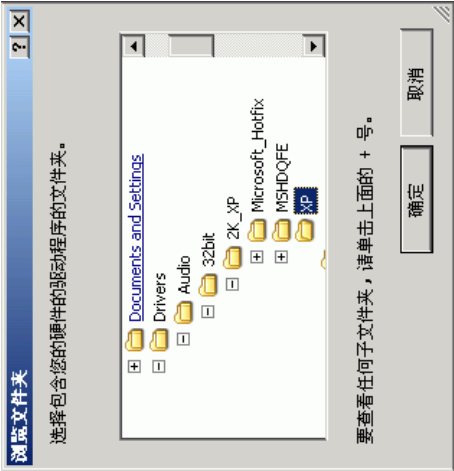 浏览文件夹
选择包含您的硬件的驱动程序的文件夹。
Documents and Settings
Drivers
Audio
32bit
2K_XP
Microsoft_Hotfix
MSHDQFE
XP
要查看任何子文件夹，请单击上面的 + 号。
确定
取消